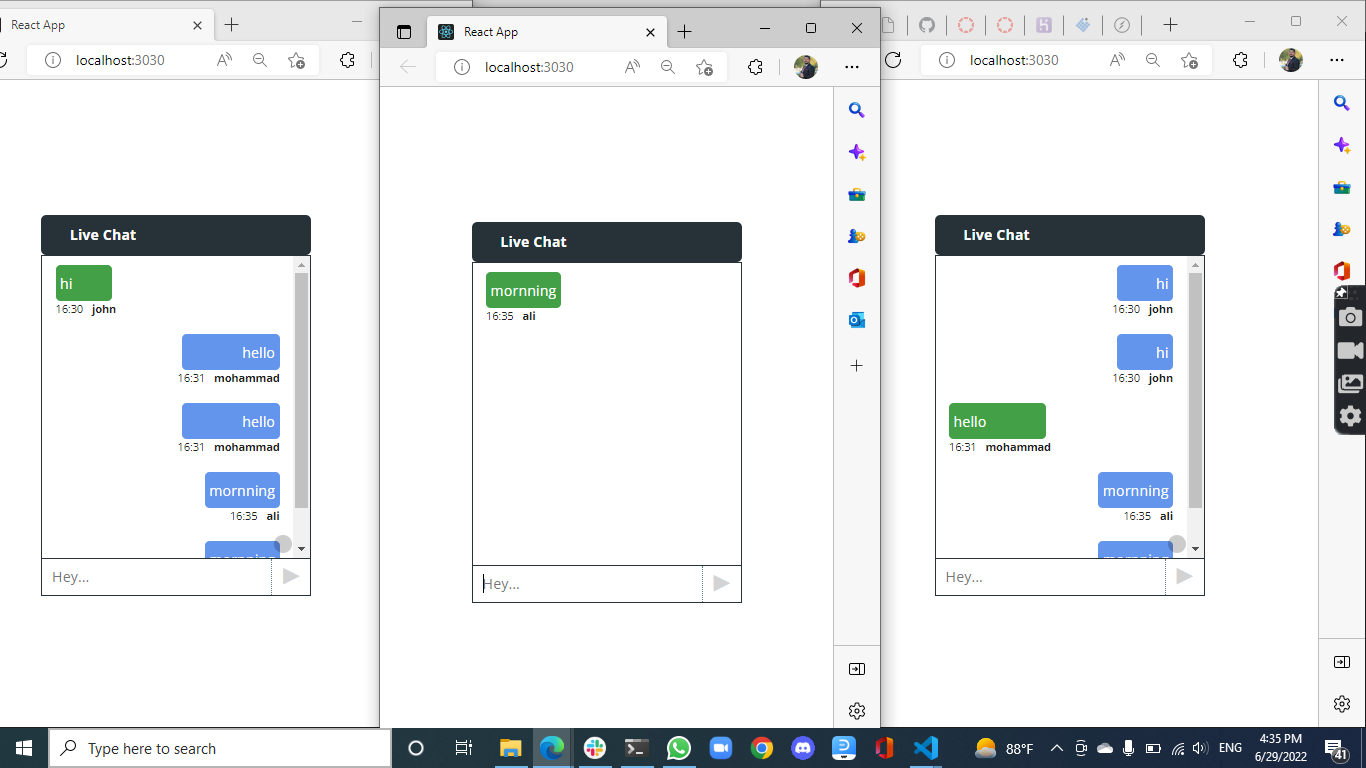 React App
localhost:3030
Live Chat
hi
16:30 john
hello
16:31 mohammad
hello
16:31 mohammad
mornning
16:35 ali
mornning
Hey...
React App
localhost:3030
Live Chat
mornning
16:35 ali
Hey...
localhost:3030
Live Chat
hi
16:30 john
hi
16:30 john
hello
16:31 mohammad
mornning
16:35 ali
mornning
Hey...
Type here to search
88°F
ENG
4:35 PM
6/29/2022
41